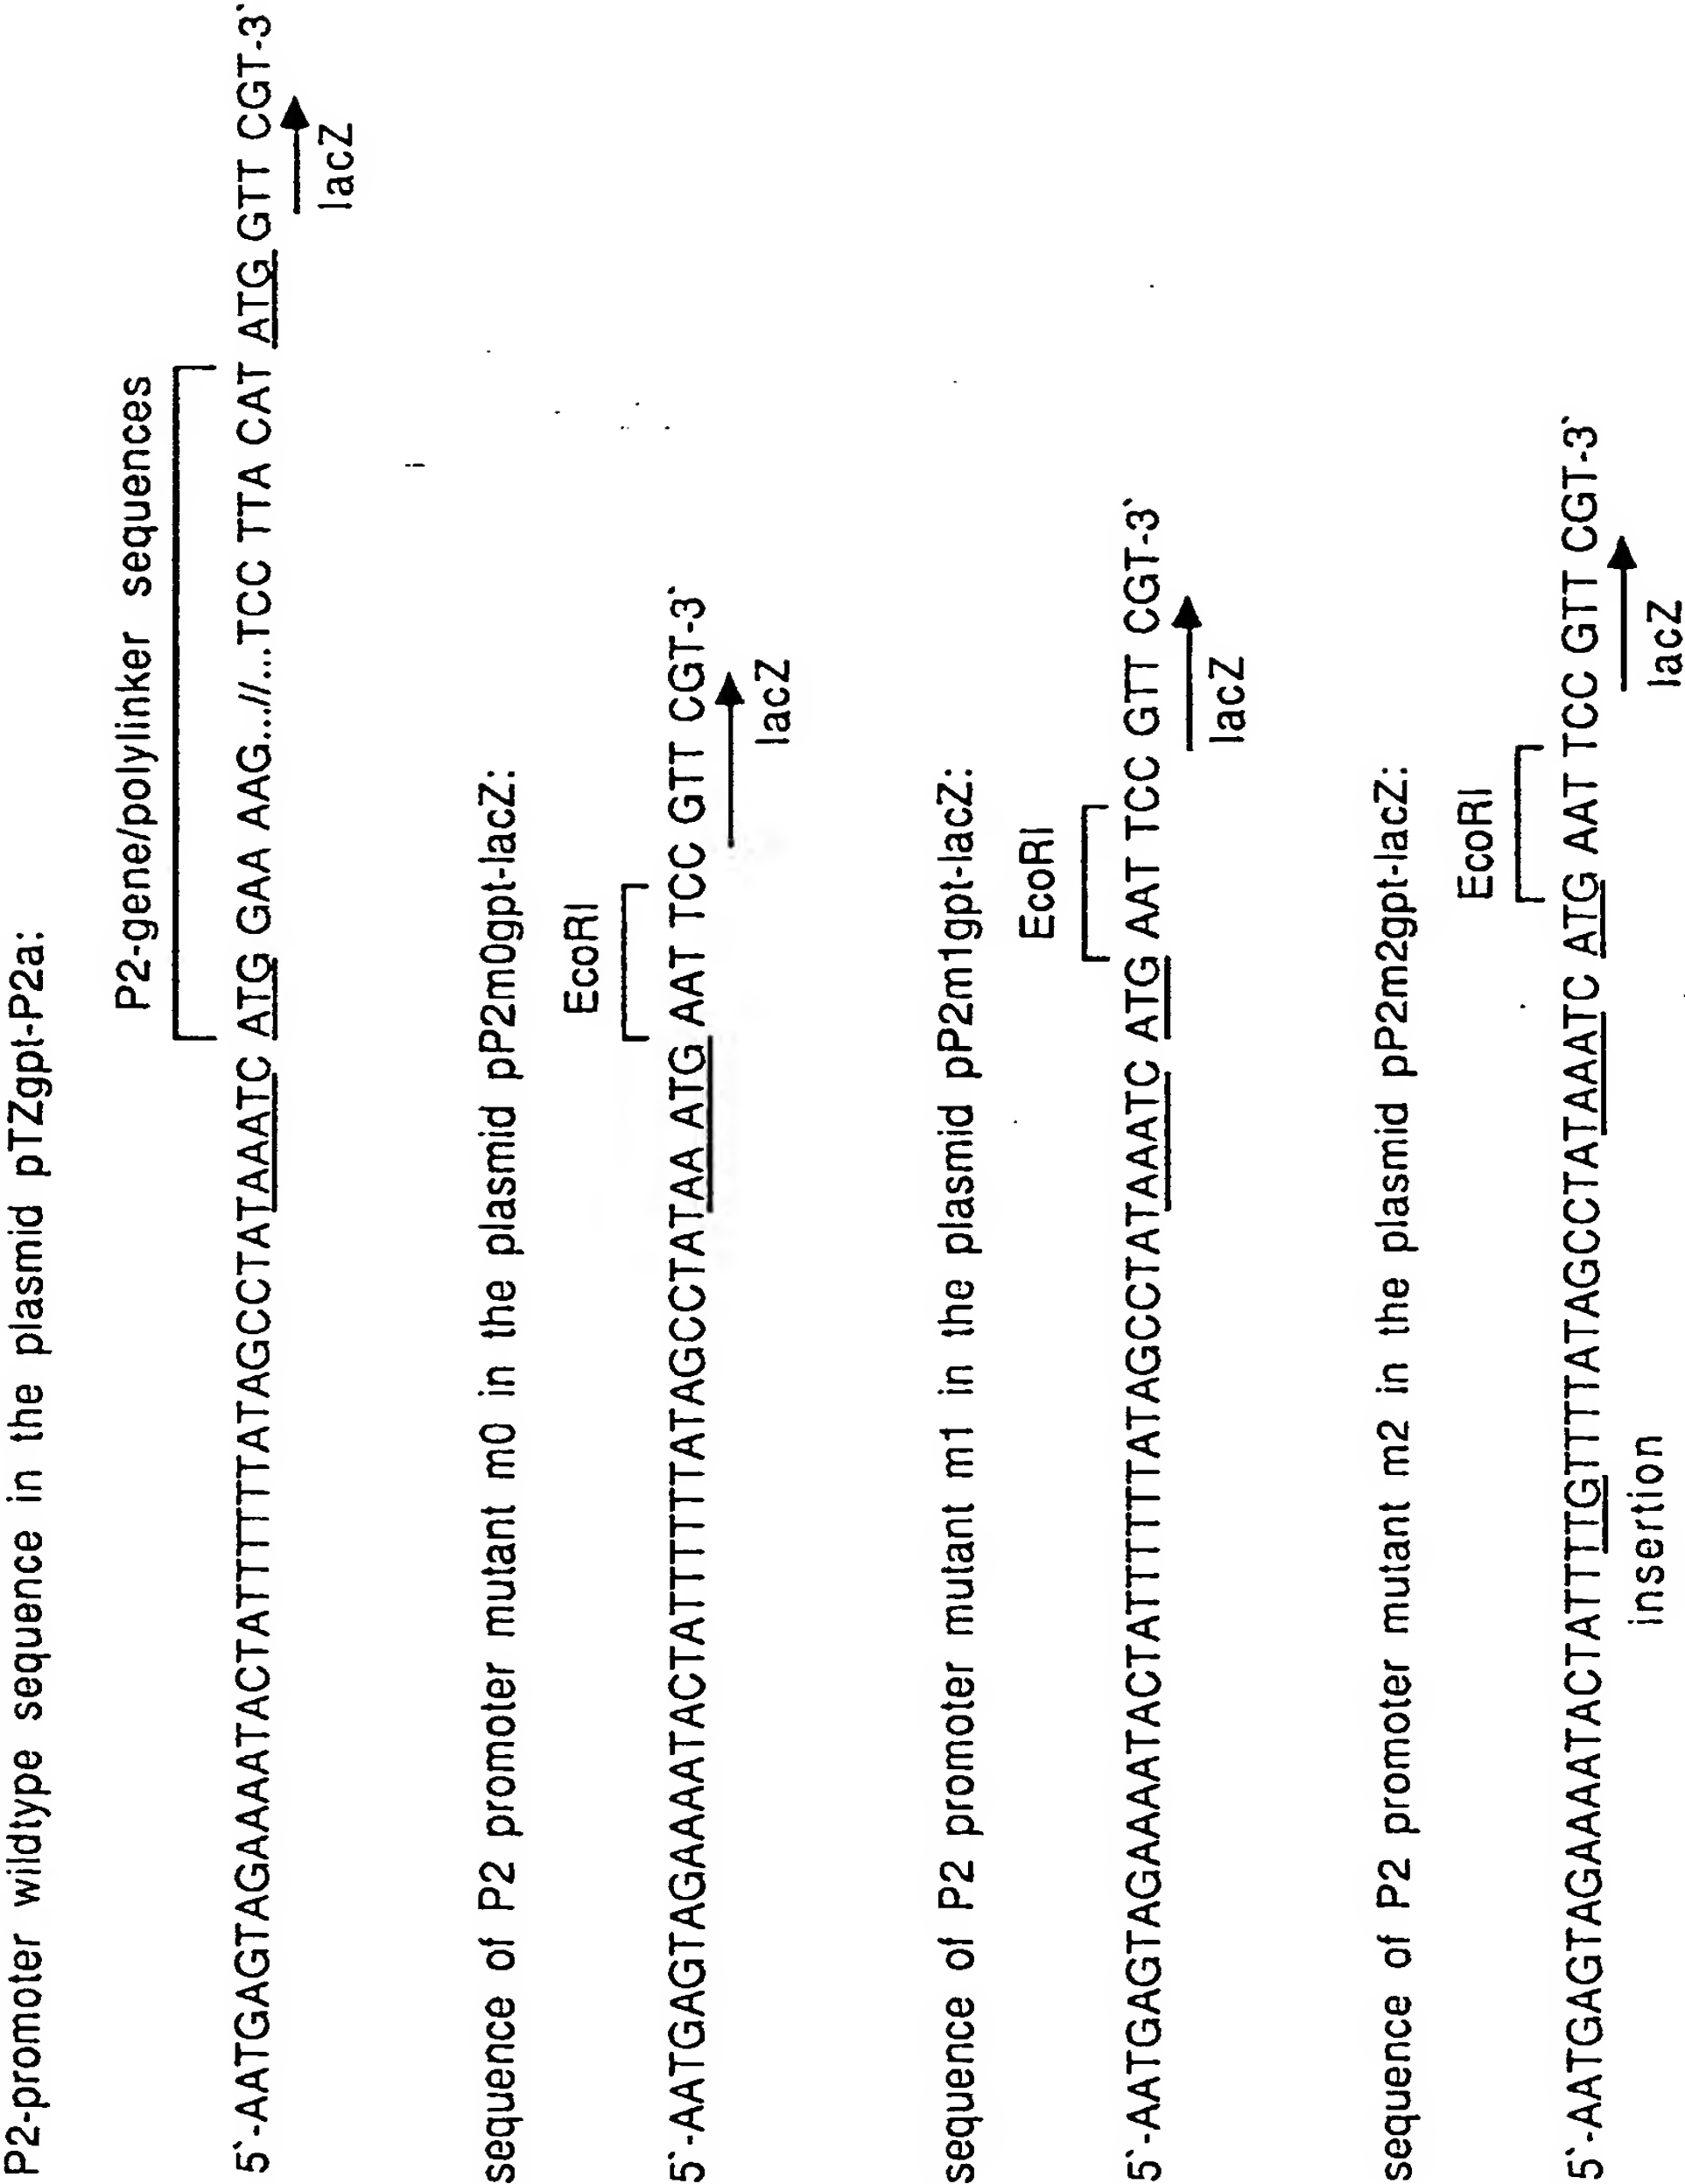 P2-promoter wildtype sequence in the plasmid pTZgpt-P2a:
P2-gene/polylinker sequences
5`-AATGAGTAGAAAATACTATTTTTTTATAGCCTATAAATC ATG GAA AAG...//...TCC TTA CAT ATG GTT CGT-3`
lacZ
sequence of P2 promoter mutant m0 in the plasmid pP2m0gpt-lacZ:
EcoRI
5`-AATGAGTAGAAAATACTATTTTTTTATAGCCTATAA ATG AAT TCC GTT CGT-3`
lacZ
sequence of P2 promoter mutant m1 in the plasmid pP2m1gpt-lacZ:
EcoRI
5`-AATGAGTAGAAAATACTATTTTTTTATAGCCTATAAATC ATG AAT TCC GTT CGT-3`
lacZ
sequence of P2 promoter mutant m2 in the plasmid pP2m2gpt-lacZ:
EcoRI
5`-AATGAGTAGAAAATACTATTTTGTTTTATAGCCTATAAATC ATG AAT TCC GTT CGT-3`
insertion
lacZ